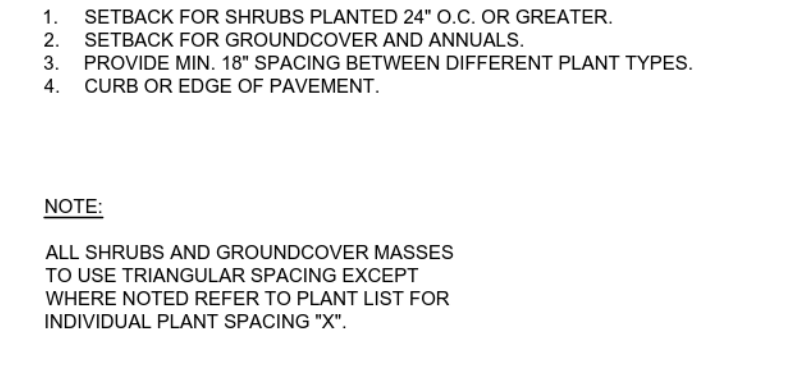 1. SETBACK FOR SHRUBS PLANTED 24" O.C. OR GREATER.
2. SETBACK FOR GROUNDCOVER AND ANNUALS.
3. PROVIDE MIN. 18" SPACING BETWEEN DIFFERENT PLANT TYPES.
4. CURB OR EDGE OF PAVEMENT.
NOTE:
ALL SHRUBS AND GROUNDCOVER MASSES
TO USE TRIANGULAR SPACING EXCEPT
WHERE NOTED REFER TO PLANT LIST FOR
INDIVIDUAL PLANT SPACING "X".